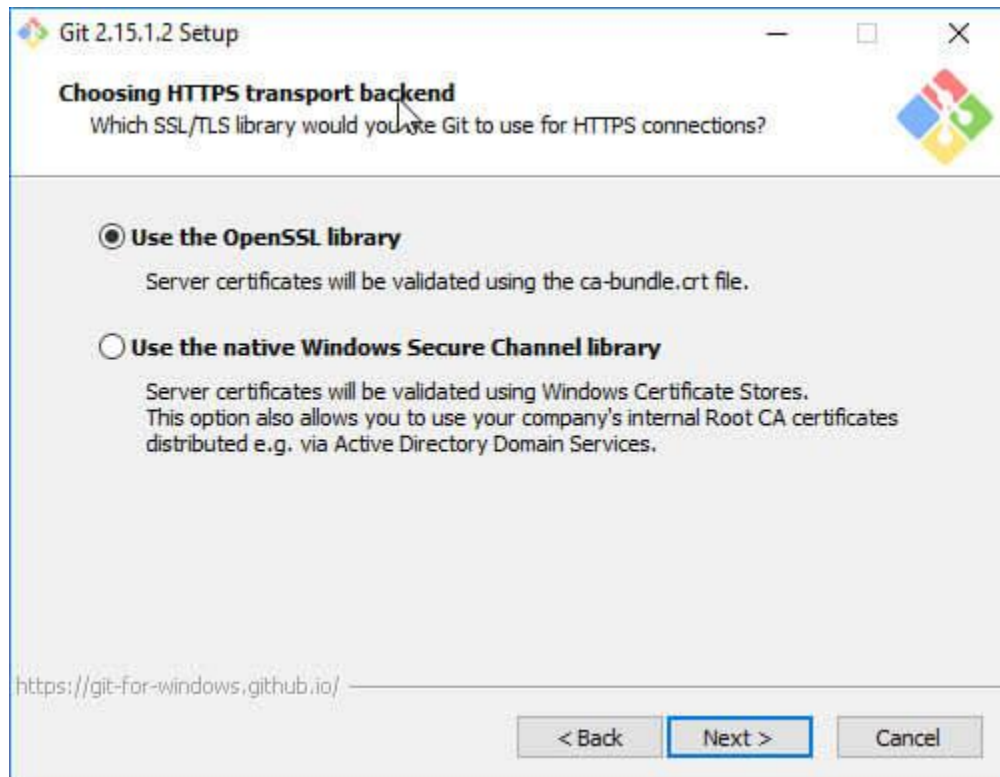 Git 2.15.1.2 Setup
Choosing HTTPS transport backend
Which SSL/TLS library would you like Git to use for HTTPS connections?
Use the OpenSSL library
Server certificates will be validated using the ca-bundle.crt file.
Use the native Windows Secure Channel library
Server certificates will be validated using Windows Certificate Stores.
This option also allows you to use your company's internal Root CA certificates
distributed e.g. via Active Directory Domain Services.
https://git-for-windows.github.io/
< Back Next > Cancel